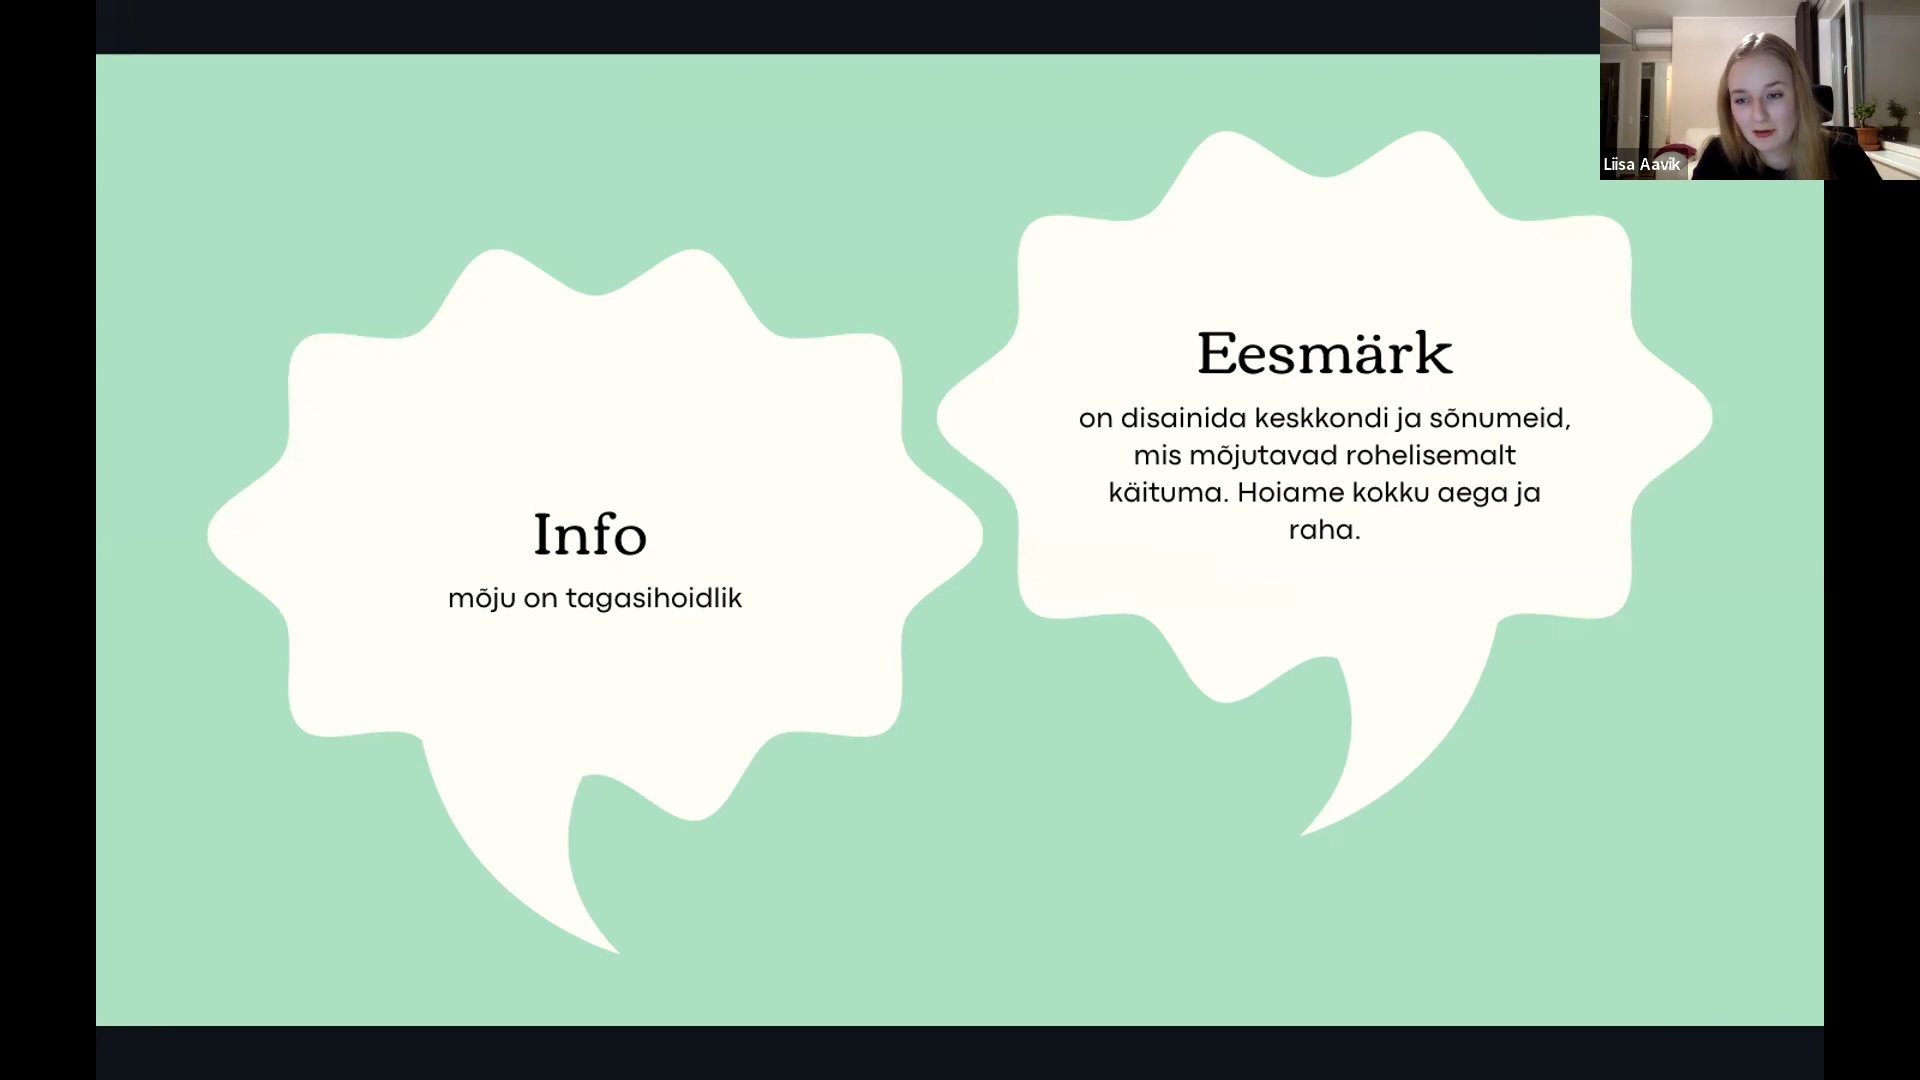 Info
mõju on tagasihoidlik
Eesmärk
on disainida keskkondi ja sõnumeid,
mis mõjutavad rohelisemalt
käituma. Hoiame kokku aega ja
raha.
Liisa Aavik